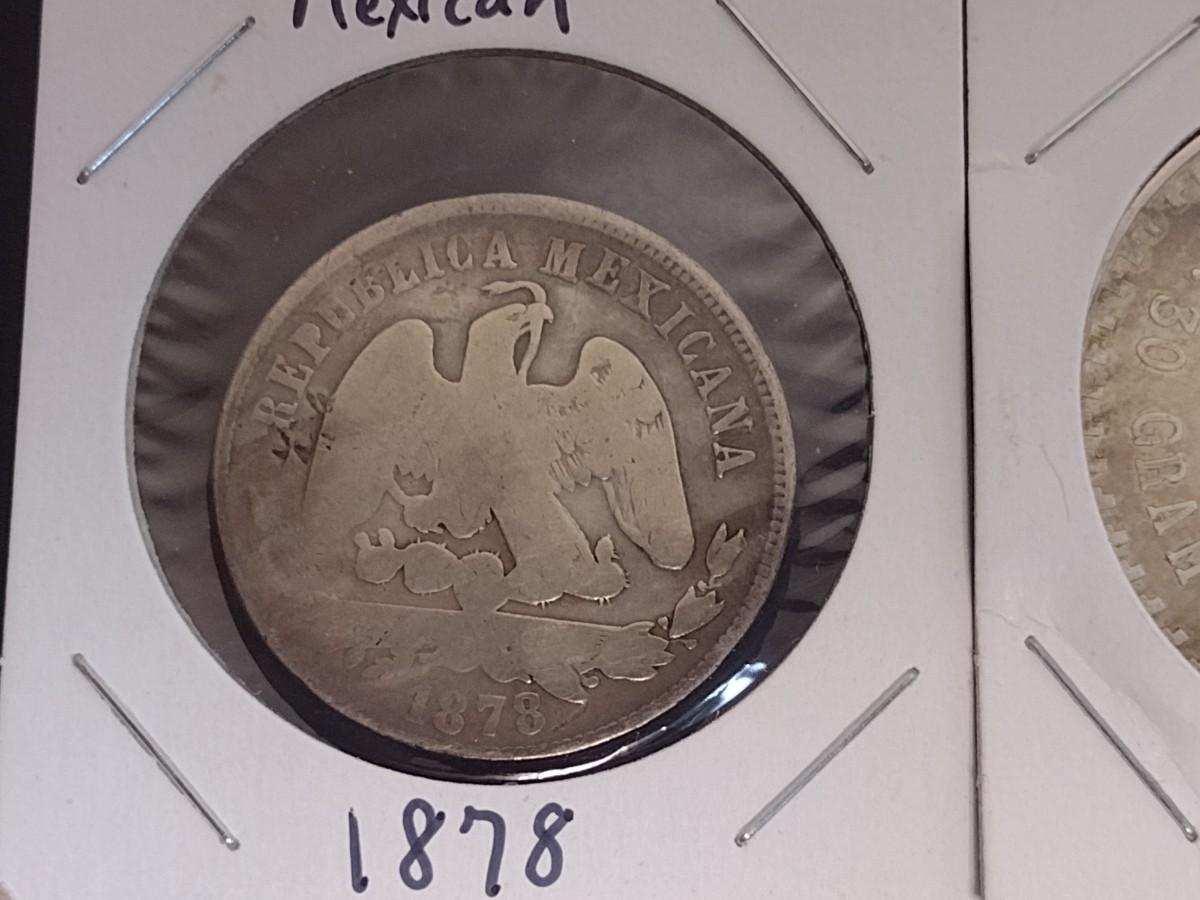 Mexican
REPUBLICA MEXICANA
1878
1878
30 GRAM